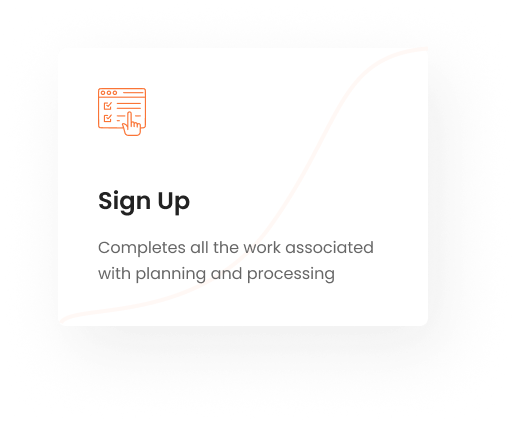 Sign Up
Completes all the work associated
with planning and processing